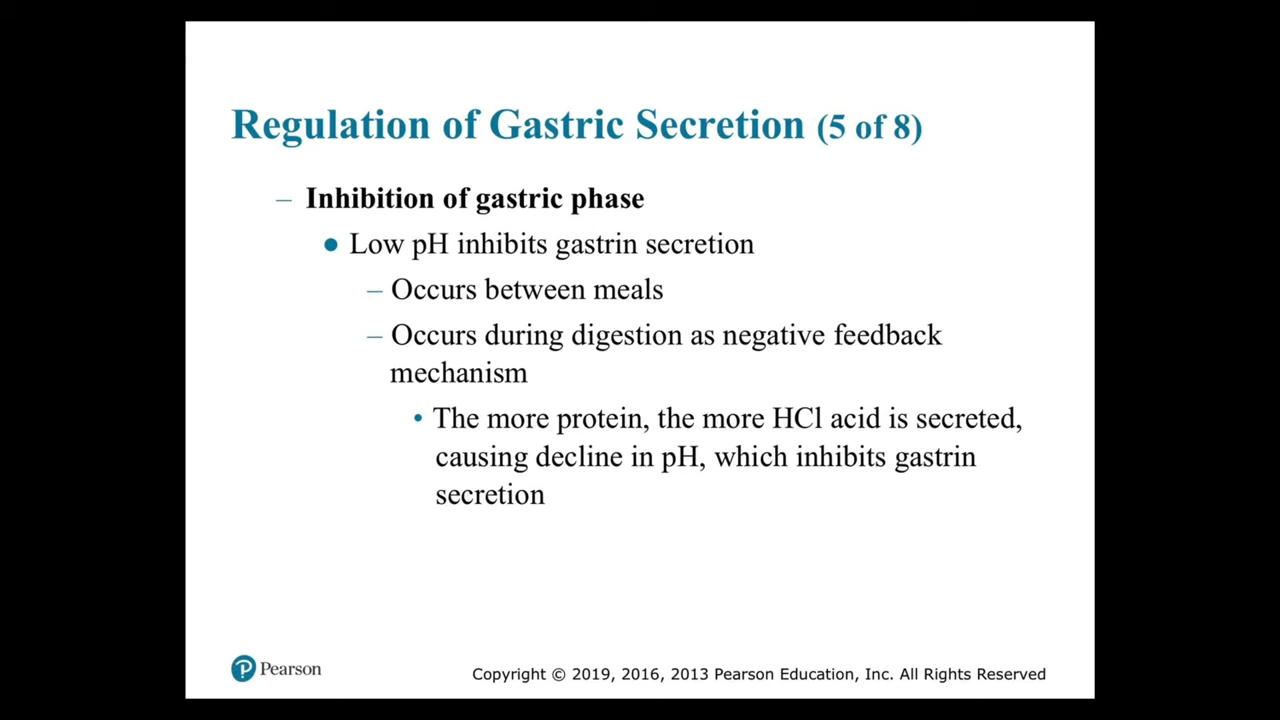 Regulation of Gastric Secretion (5 of 8)
– Inhibition of gastric phase
● Low pH inhibits gastrin secretion
– Occurs between meals
– Occurs during digestion as negative feedback
mechanism
• The more protein, the more HCl acid is secreted,
causing decline in pH, which inhibits gastrin
secretion
Pearson
Copyright © 2019, 2016, 2013 Pearson Education, Inc. All Rights Reserved